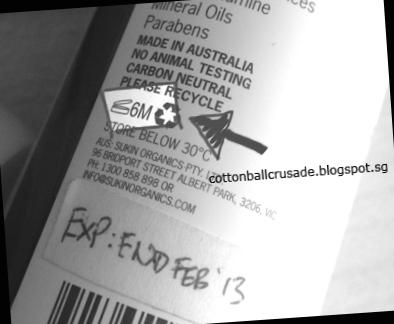 Mineral Oils
Parabens
MADE IN AUSTRALIA
NO ANIMAL TESTING
CARBON NEUTRAL
PLEASE RECYCLE
6M
STORE BELOW 30°C
AUS: SUKIN ORGANICS PTY.
96 BRIDPORT STREET ALBERT PARK, 3206, VIC
PH: 1300 858 898 OR
INFO@SUKINORGANICS.COM
cottonballcrusade.blogspot.sg
EXP: END FEB '13